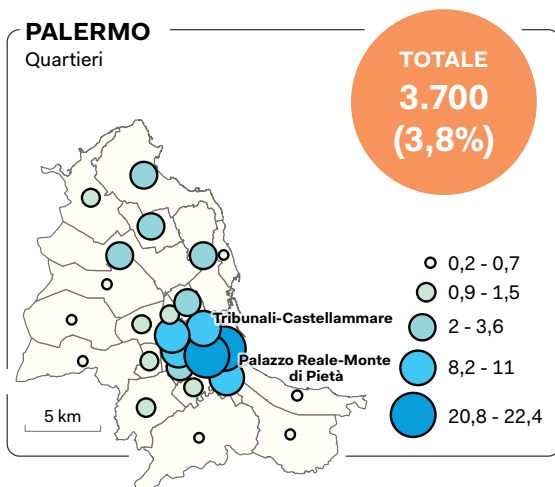 PALERMO
Quartieri
TOTALE
3.700
(3,8%)
Tribunali-Castellammare
Palazzo Reale-Monte
di Pietà
0,2 - 0,7
0,9 - 1,5
2 - 3,6
8,2 - 11
20,8 - 22,4
5 km